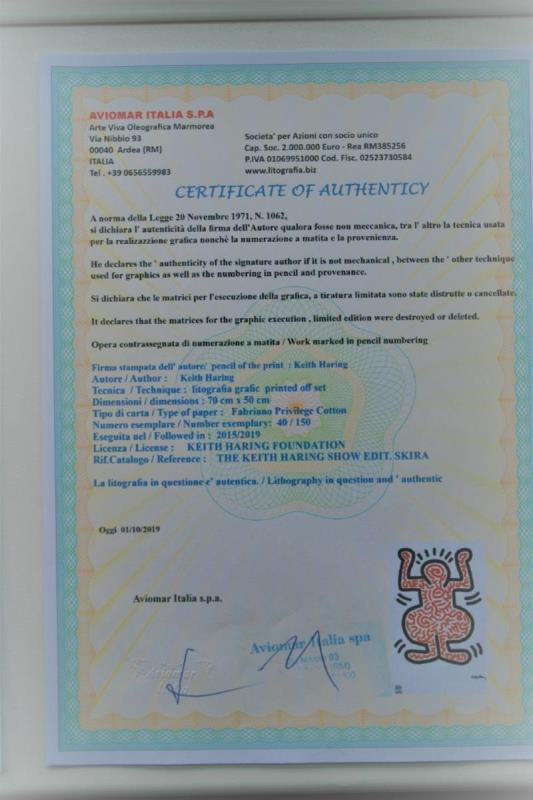 AVIOMAR ITALIA S.P.A
Arte Viva Oleografica Marmorea
Via Nibbio 93
00040 Ardea (RM)
ITALIA
Tel . +39 0656559983
Societa' per Azioni con socio unico
Cap. Soc. 2.000.000 Euro - Rea RM385256
P.IVA 01069951000 Cod. Fisc. 02523730584
www.litografia.biz
CERTIFICATE OF AUTHENTICY
A norma della Legge 20 Novembre 1971, N. 1062,
si dichiara l' autenticità della firma dell'Autore qualora fosse non meccanica, tra l' altro la tecnica usata
per la realizazzione grafica nonchè la numerazione a matita e la provenienza.
He declares the ' authenticity of the signature author if it is not mechanical , between the ' other technique
used for graphics as well as the numbering in pencil and provenance.
Si dichiara che le matrici per l'esecuzione della grafica, a tiratura limitata sono state distrutte o cancellate.
It declares that the matrices for the graphic execution , limited edition were destroyed or deleted.
Opera contrassegnata di numerazione a matita / Work marked in pencil numbering
Firma stampata dell' autore/ pencil of the print : Keith Haring
Autore / Author : Keith Haring
Tecnica / Technique : litografia grafic printed off set
Dimensioni / dimensions : 70 cm x 50 cm
Tipo di carta / Type of paper : Fabriano Privilege Cotton
Numero esemplare / Number exemplary: 40 / 150
Eseguita nel / Followed in : 2015/2019
Licenza / License : KEITH HARING FOUNDATION
Rif.Catalogo / Reference : THE KEITH HARING SHOW EDIT. SKIRA
La litografia in questione e' autentica. / Lithography in question and ' authentic
Oggi 01/10/2019
Aviomar Italia s.p.a.
Aviomar Italia spa